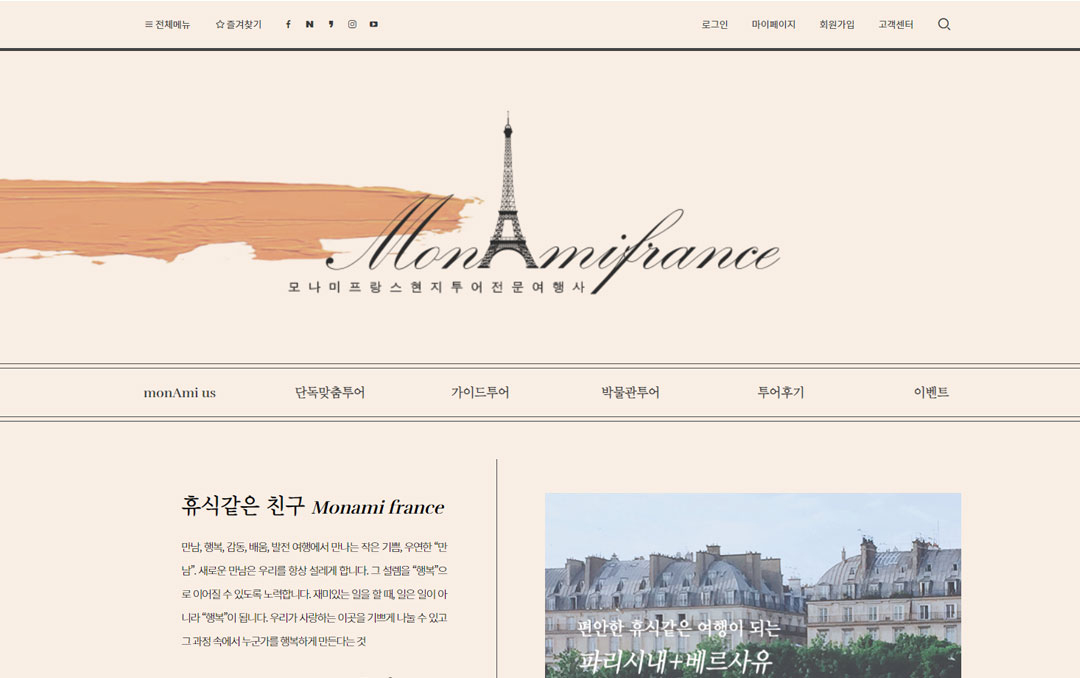 전체메뉴 즐겨찾기 로그인 마이페이지 회원가입 고객센터
MonAmifrance
모나미프랑스현지투어전문여행사
monAmi us 단독맞춤투어 가이드투어 박물관투어 투어후기 이벤트
휴식같은 친구 Monami france
만남, 행복, 감동, 배움, 발전 여행에서 만나는 작은 기쁨, 우연한 “만
남”. 새로운 만남은 우리를 항상 설레게 합니다. 그 설렘을 “행복”으
로 이어질 수 있도록 노력합니다. 재미있는 일을 할 때, 일은 일이 아
니라 “행복”이 됩니다. 우리가 사랑하는 이곳을 기쁘게 나눌 수 있고
그 과정 속에서 누군가를 행복하게 만든다는 것
편안한 휴식같은 여행이 되는
파리시내+베르사유